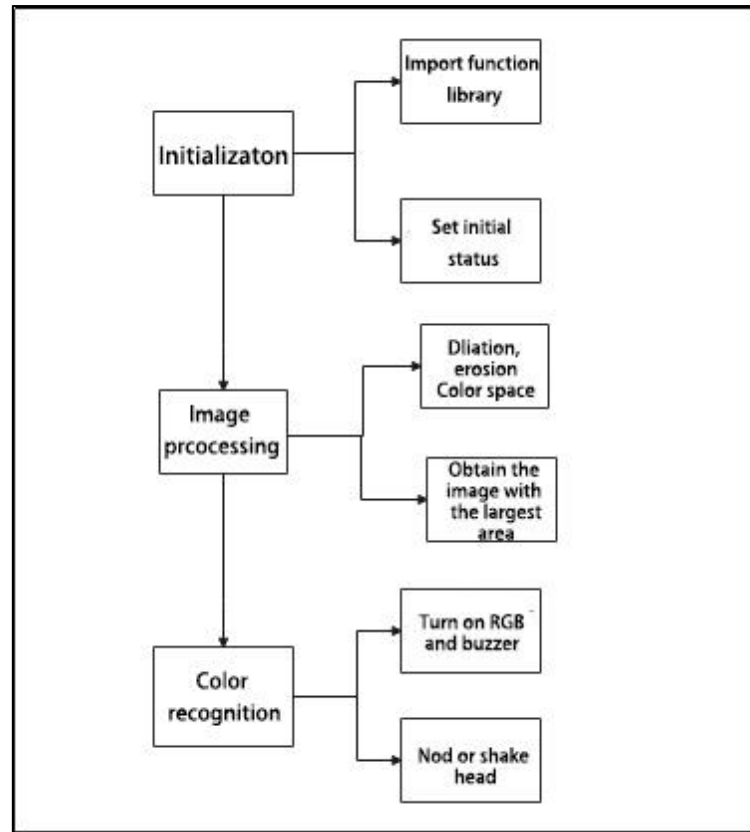 Import function
library
Initializaton
Set initial
status
Dliation,
erosion
Color space
Image
prcocessing
Obtain the
image with
the largest
area
Turn on RGB
and buzzer
Color
recognition
Nod or shake
head